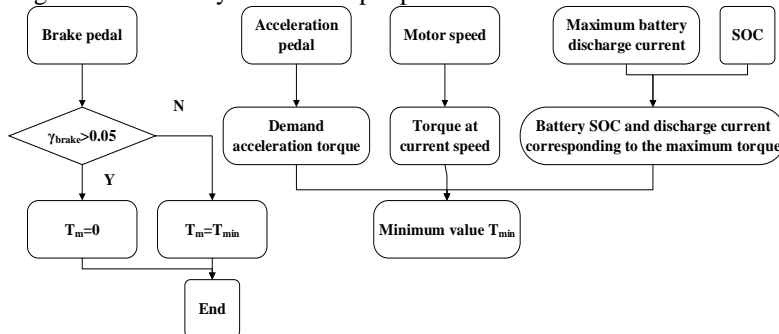 Brake pedal
Acceleration
pedal
Motor speed
Maximum battery
discharge current
SOC
N
γbrake>0.05
Demand
acceleration torque
Torque at
current speed
Battery SOC and discharge current
corresponding to the maximum torque
Y
Tm=0
Tm=Tmin
Minimum value Tmin
End